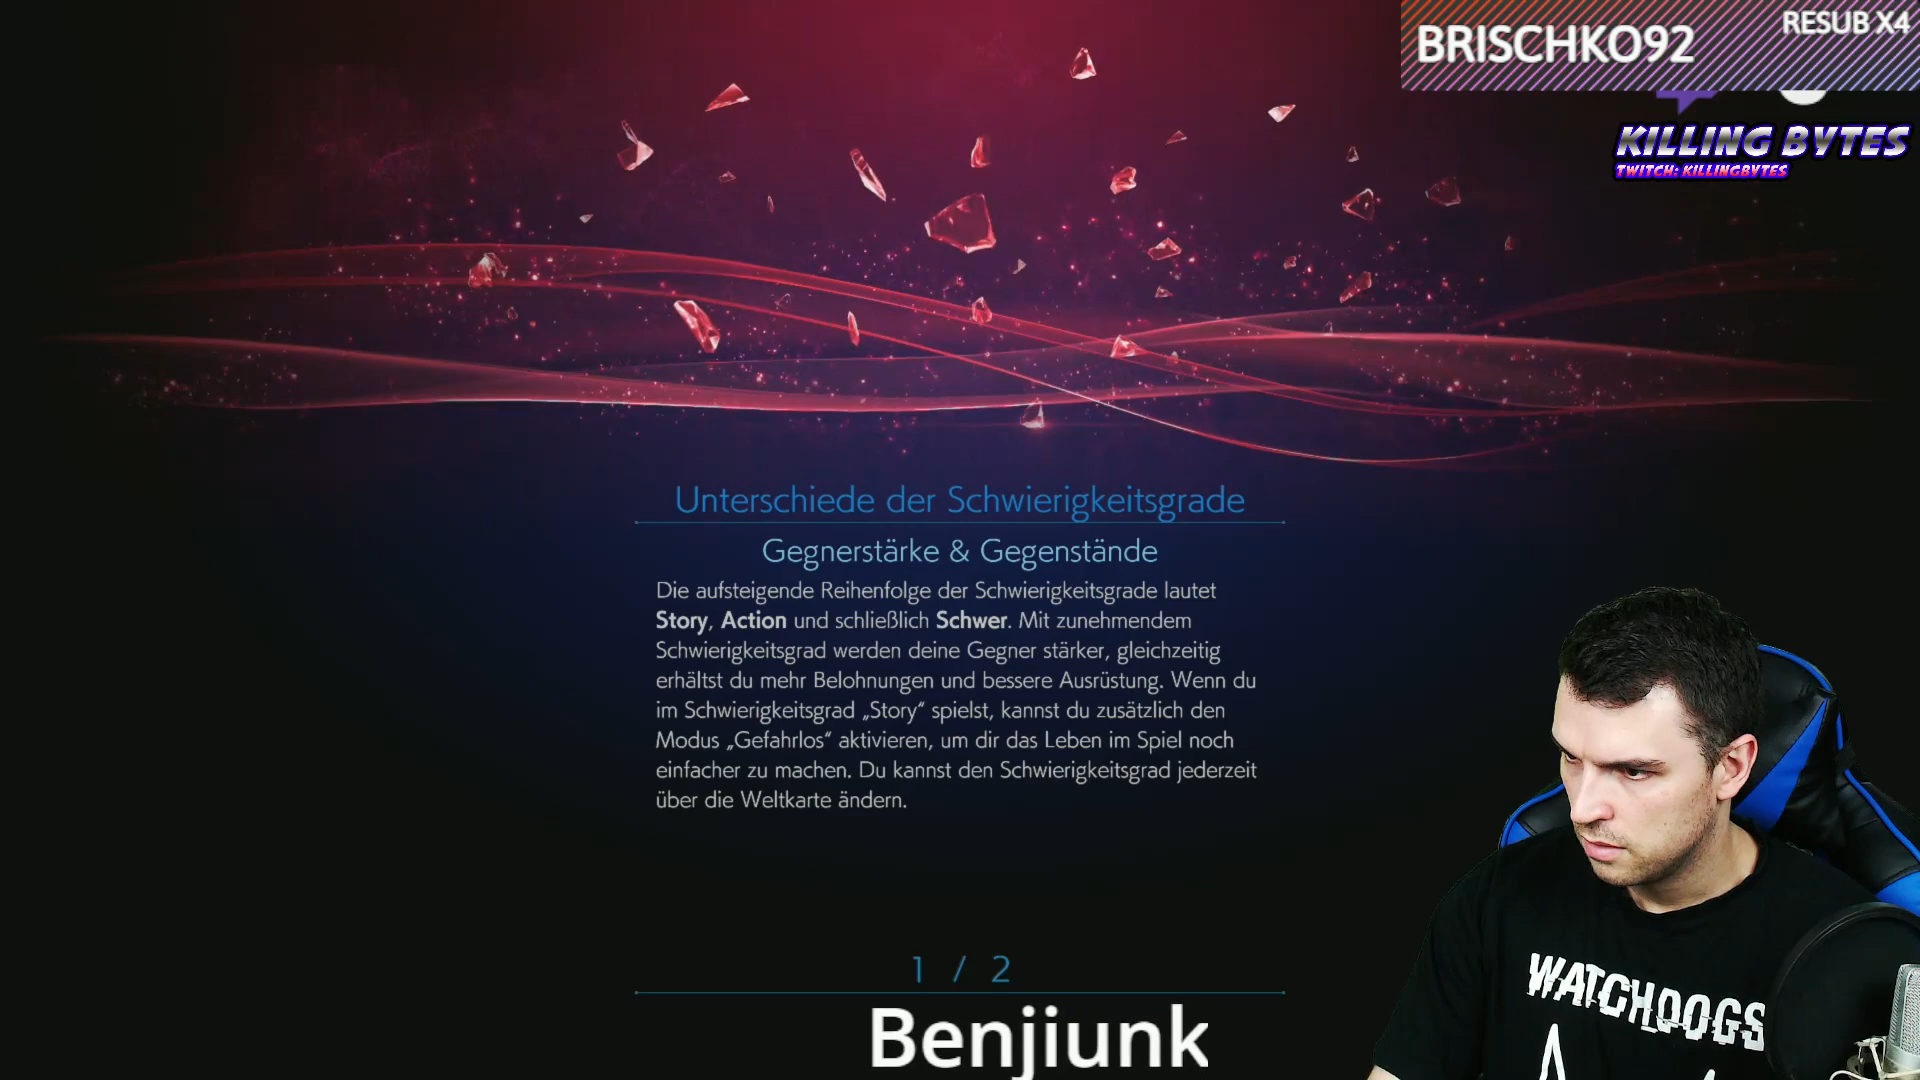 RESUB X4
BRISCHKO92
KILLING BYTES
TWITCH: KILLINGBYTES
Unterschiede der Schwierigkeitsgrade
Gegnerstärke & Gegenstände
Die aufsteigende Reihenfolge der Schwierigkeitsgrade lautet
Story, Action und schließlich Schwer. Mit zunehmendem
Schwierigkeitsgrad werden deine Gegner stärker, gleichzeitig
erhältst du mehr Belohnungen und bessere Ausrüstung. Wenn du
im Schwierigkeitsgrad „Story“ spielst, kannst du zusätzlich den
Modus „Gefahrlos“ aktivieren, um dir das Leben im Spiel noch
einfacher zu machen. Du kannst den Schwierigkeitsgrad jederzeit
über die Weltkarte ändern.
1 / 2
Benjiunk
WATCH DOGS